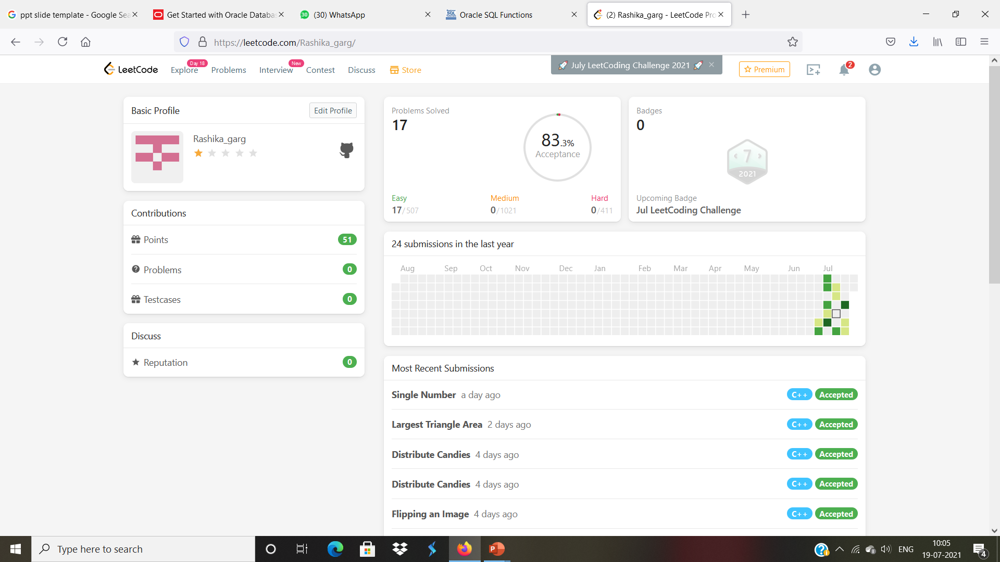 ppt slide template - Google Sea
Get Started with Oracle Databas
(30) WhatsApp
Oracle SQL Functions
(2) Rashika_garg - LeetCode Pro
https://leetcode.com/Rashika_garg/
LeetCode
Explore
Day 18
Problems
Interview
New
Contest
Discuss
Store
July LeetCoding Challenge 2021
Premium
2
Basic Profile
Edit Profile
Rashika_garg
Contributions
Points 51
Problems 0
Testcases 0
Discuss
Reputation 0
Problems Solved
17
83.3%
Acceptance
Easy
17/507
Medium
0/1021
Hard
0/411
Badges
0
7
2021
Upcoming Badge
Jul LeetCoding Challenge
24 submissions in the last year
Aug Sep Oct Nov Dec Jan Feb Mar Apr May Jun Jul
Most Recent Submissions
Single Number a day ago C++ Accepted
Largest Triangle Area 2 days ago C++ Accepted
Distribute Candies 4 days ago C++ Accepted
Distribute Candies 4 days ago C++ Accepted
Flipping an Image 4 days ago C++ Accepted
Type here to search
ENG
10:05
19-07-2021
4